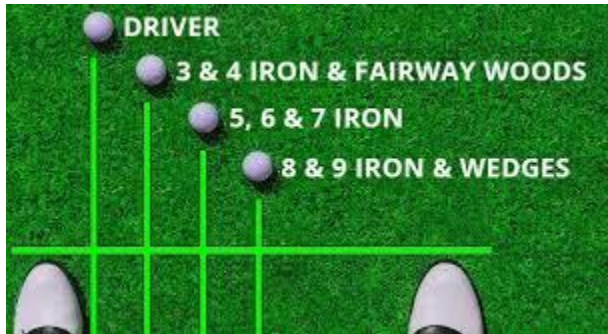 DRIVER
3 & 4 IRON & FAIRWAY WOODS
5, 6 & 7 IRON
8 & 9 IRON & WEDGES